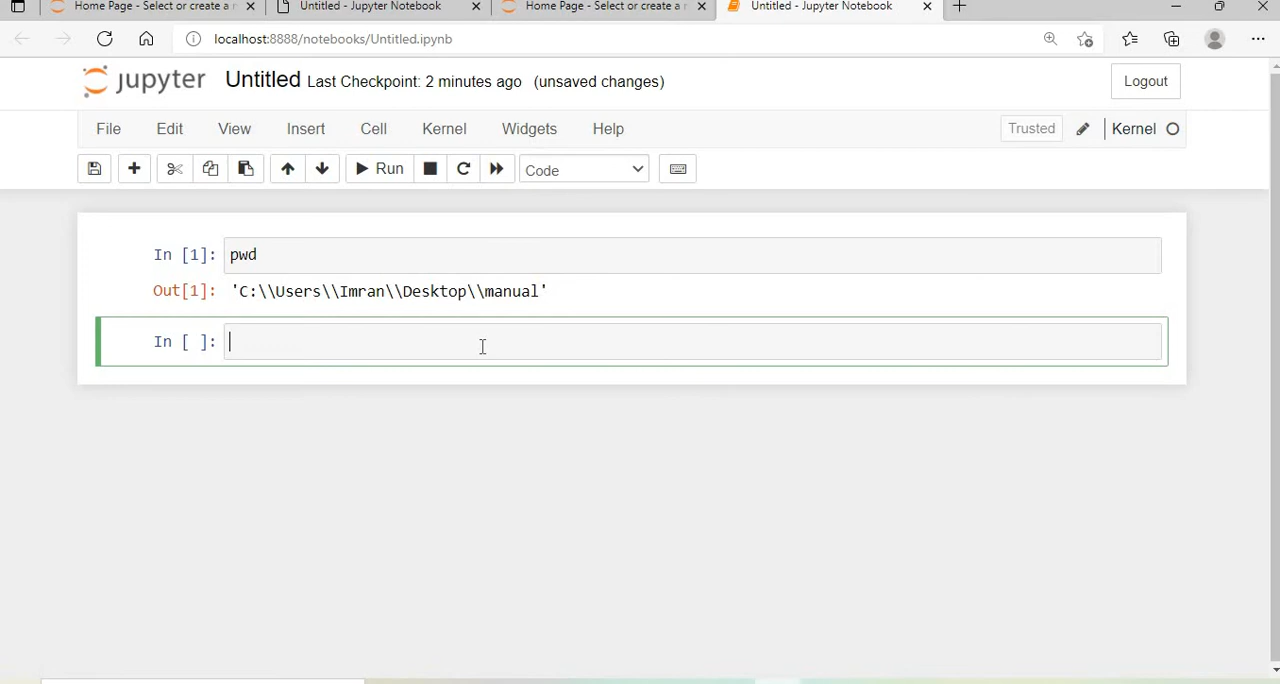 Home Page - Select or create a n
Untitled - Jupyter Notebook
Home Page - Select or create a n
Untitled - Jupyter Notebook
localhost:8888/notebooks/Untitled.ipynb
jupyter Untitled Last Checkpoint: 2 minutes ago (unsaved changes)
Logout
File Edit View Insert Cell Kernel Widgets Help
Trusted Kernel
Run
Code
In [1]: pwd
Out[1]: 'C:\\Users\\Imran\\Desktop\\manual'
In [ ]: